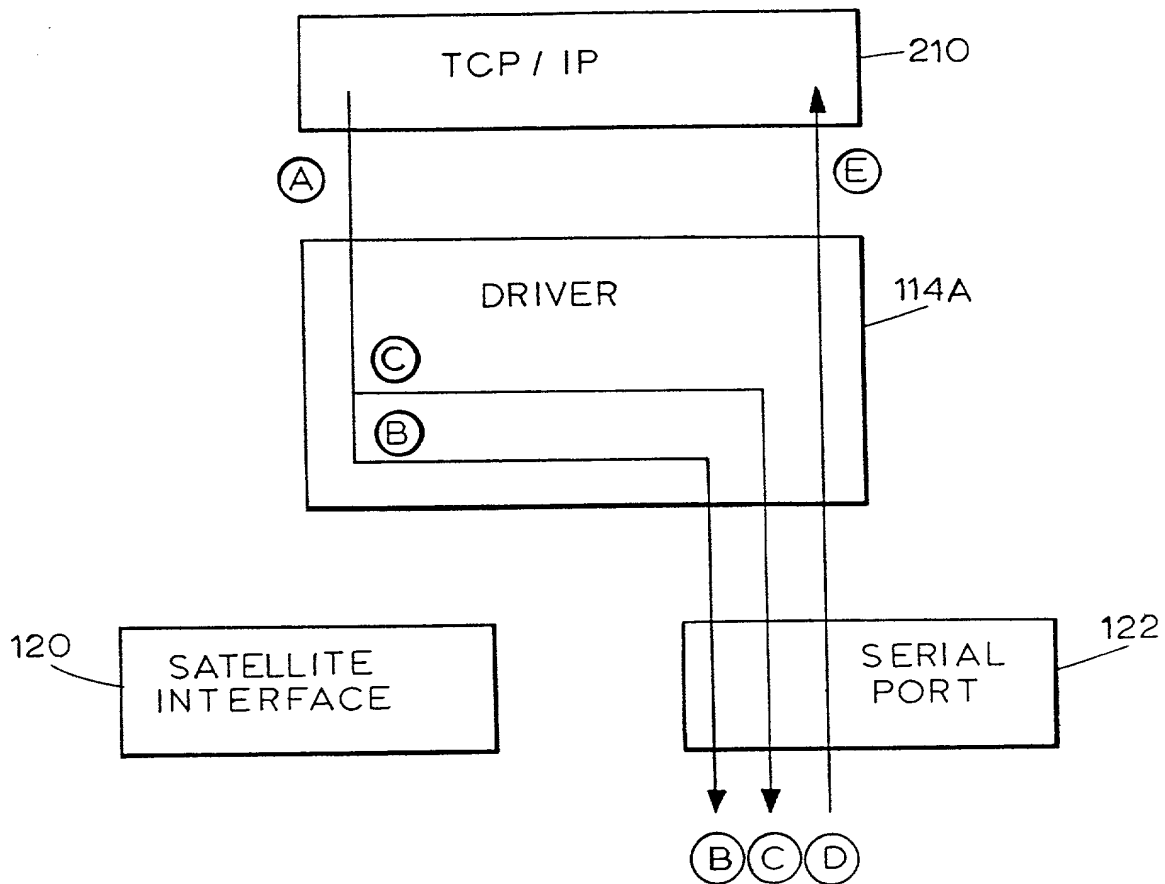 TCP / IP
210
A
E
DRIVER
114A
C
B
120
SATELLITE
INTERFACE
SERIAL
PORT
122
B C D